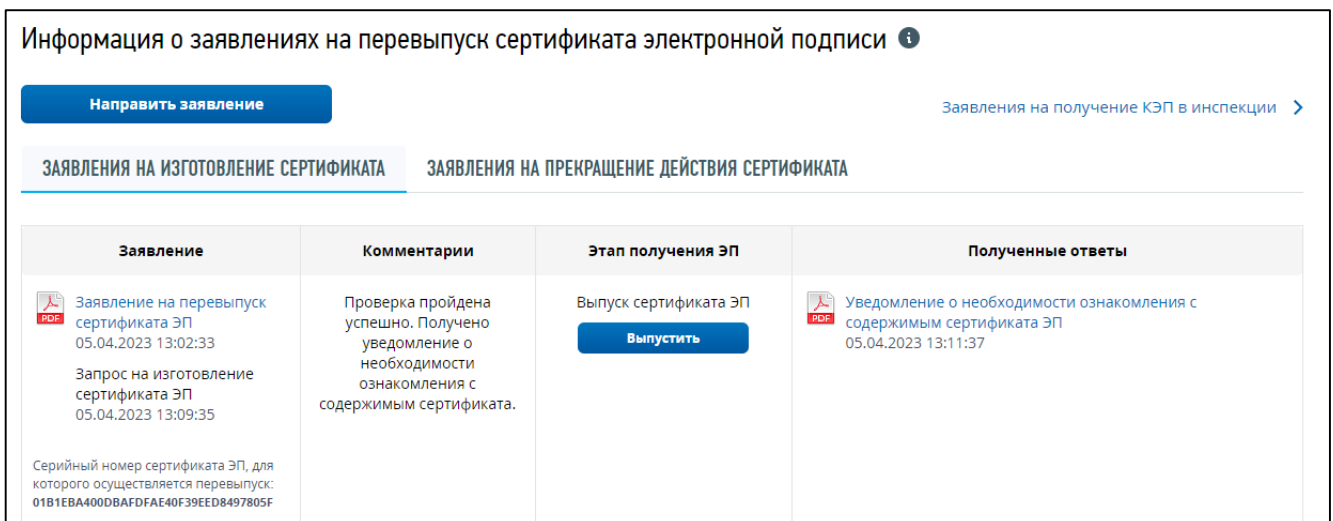 Информация о заявлениях на перевыпуск сертификата электронной подписи i
Направить заявление
Заявления на получение КЭП в инспекции
ЗАЯВЛЕНИЯ НА ИЗГОТОВЛЕНИЕ СЕРТИФИКАТА
ЗАЯВЛЕНИЯ НА ПРЕКРАЩЕНИЕ ДЕЙСТВИЯ СЕРТИФИКАТА
Заявление
Комментарии
Этап получения ЭП
Полученные ответы
PDF
Заявление на перевыпуск
сертификата ЭП
05.04.2023 13:02:33
Запрос на изготовление
сертификата ЭП
05.04.2023 13:09:35
Серийный номер сертификата ЭП, для
которого осуществляется перевыпуск:
01B1EBA400DBAFDFAE40F39EED8497805F
Проверка пройдена
успешно. Получено
уведомление о
необходимости
ознакомления с
содержимым сертификата.
Выпуск сертификата ЭП
Выпустить
PDF
Уведомление о необходимости ознакомления с
содержимым сертификата ЭП
05.04.2023 13:11:37